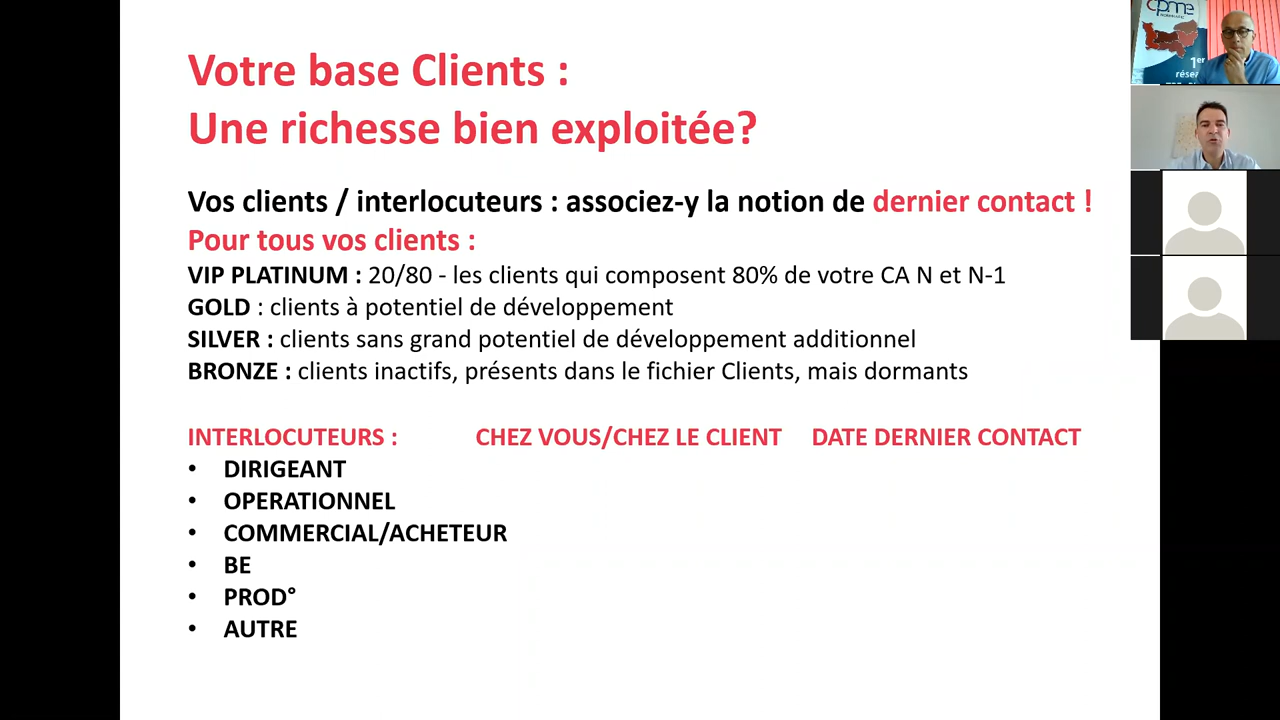 Votre base Clients :
Une richesse bien exploitée?
Vos clients / interlocuteurs : associez-y la notion de dernier contact !
Pour tous vos clients :
VIP PLATINUM : 20/80 - les clients qui composent 80% de votre CA N et N-1
GOLD : clients à potentiel de développement
SILVER : clients sans grand potentiel de développement additionnel
BRONZE : clients inactifs, présents dans le fichier Clients, mais dormants
INTERLOCUTEURS : CHEZ VOUS/CHEZ LE CLIENT DATE DERNIER CONTACT
• DIRIGEANT
• OPERATIONNEL
• COMMERCIAL/ACHETEUR
• BE
• PROD°
• AUTRE
cpme
1er